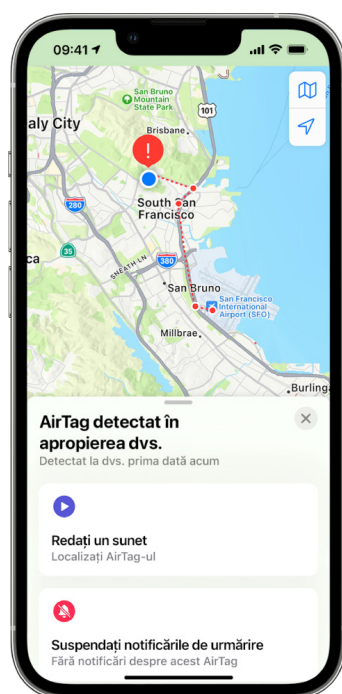 09:41
San Bruno
Mountain
State Park
101
aly City
Brisbane
280
South San
Francisco
35
ca
380
SNEATH LN
San Bruno
San Francisco
International
Airport (SFO)
Millbrae
Burling
AirTag detectat în
apropierea dvs.
Detectat la dvs. prima dată acum
Redați un sunet
Localizați AirTag-ul
Suspendați notificările de urmărire
Fără notificări despre acest AirTag